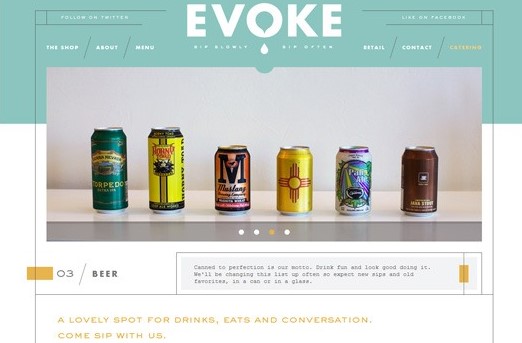 FOLLOW ON TWITTER
LIKE ON FACEBOOK
EVOKE
SIP SLOWLY SIP OFTEN
THE SHOP / ABOUT / MENU
RETAIL / CONTACT / CATERING
TORPEDO
M
Mustang
03 / BEER
Canned to perfection is our motto. Drink fun and look good doing it.
We'll be changing this list up often so expect new sips and old
favorites, in a can or in a glass.
A LOVELY SPOT FOR DRINKS, EATS AND CONVERSATION.
COME SIP WITH US.